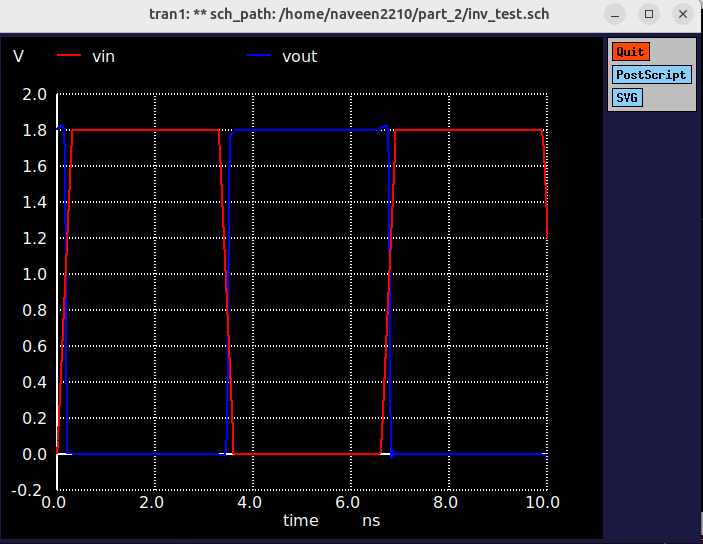 tran1: ** sch_path: /home/naveen2210/part_2/inv_test.sch
V vin vout
Quit
PostScript
SVG
2.0
1.8
1.6
1.4
1.2
1.0
0.8
0.6
0.4
0.2
0.0
-0.2
0.0 2.0 4.0 6.0 8.0 10.0
time ns